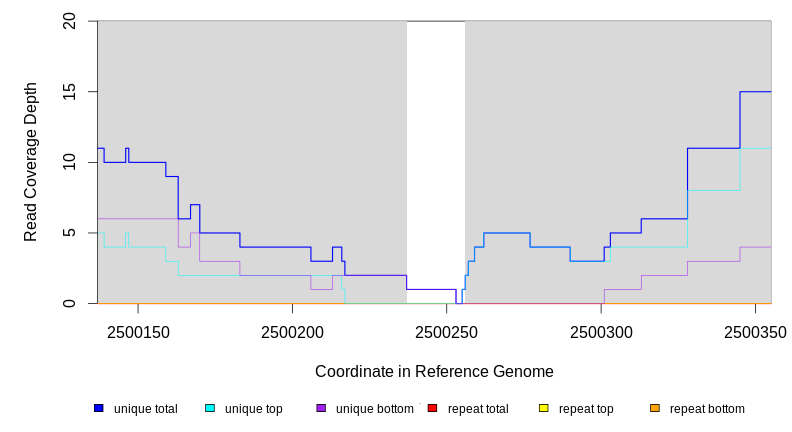 20
15
10
5
0
Read Coverage Depth
2500150 2500200 2500250 2500300 2500350
Coordinate in Reference Genome
unique total unique top unique bottom repeat total repeat top repeat bottom